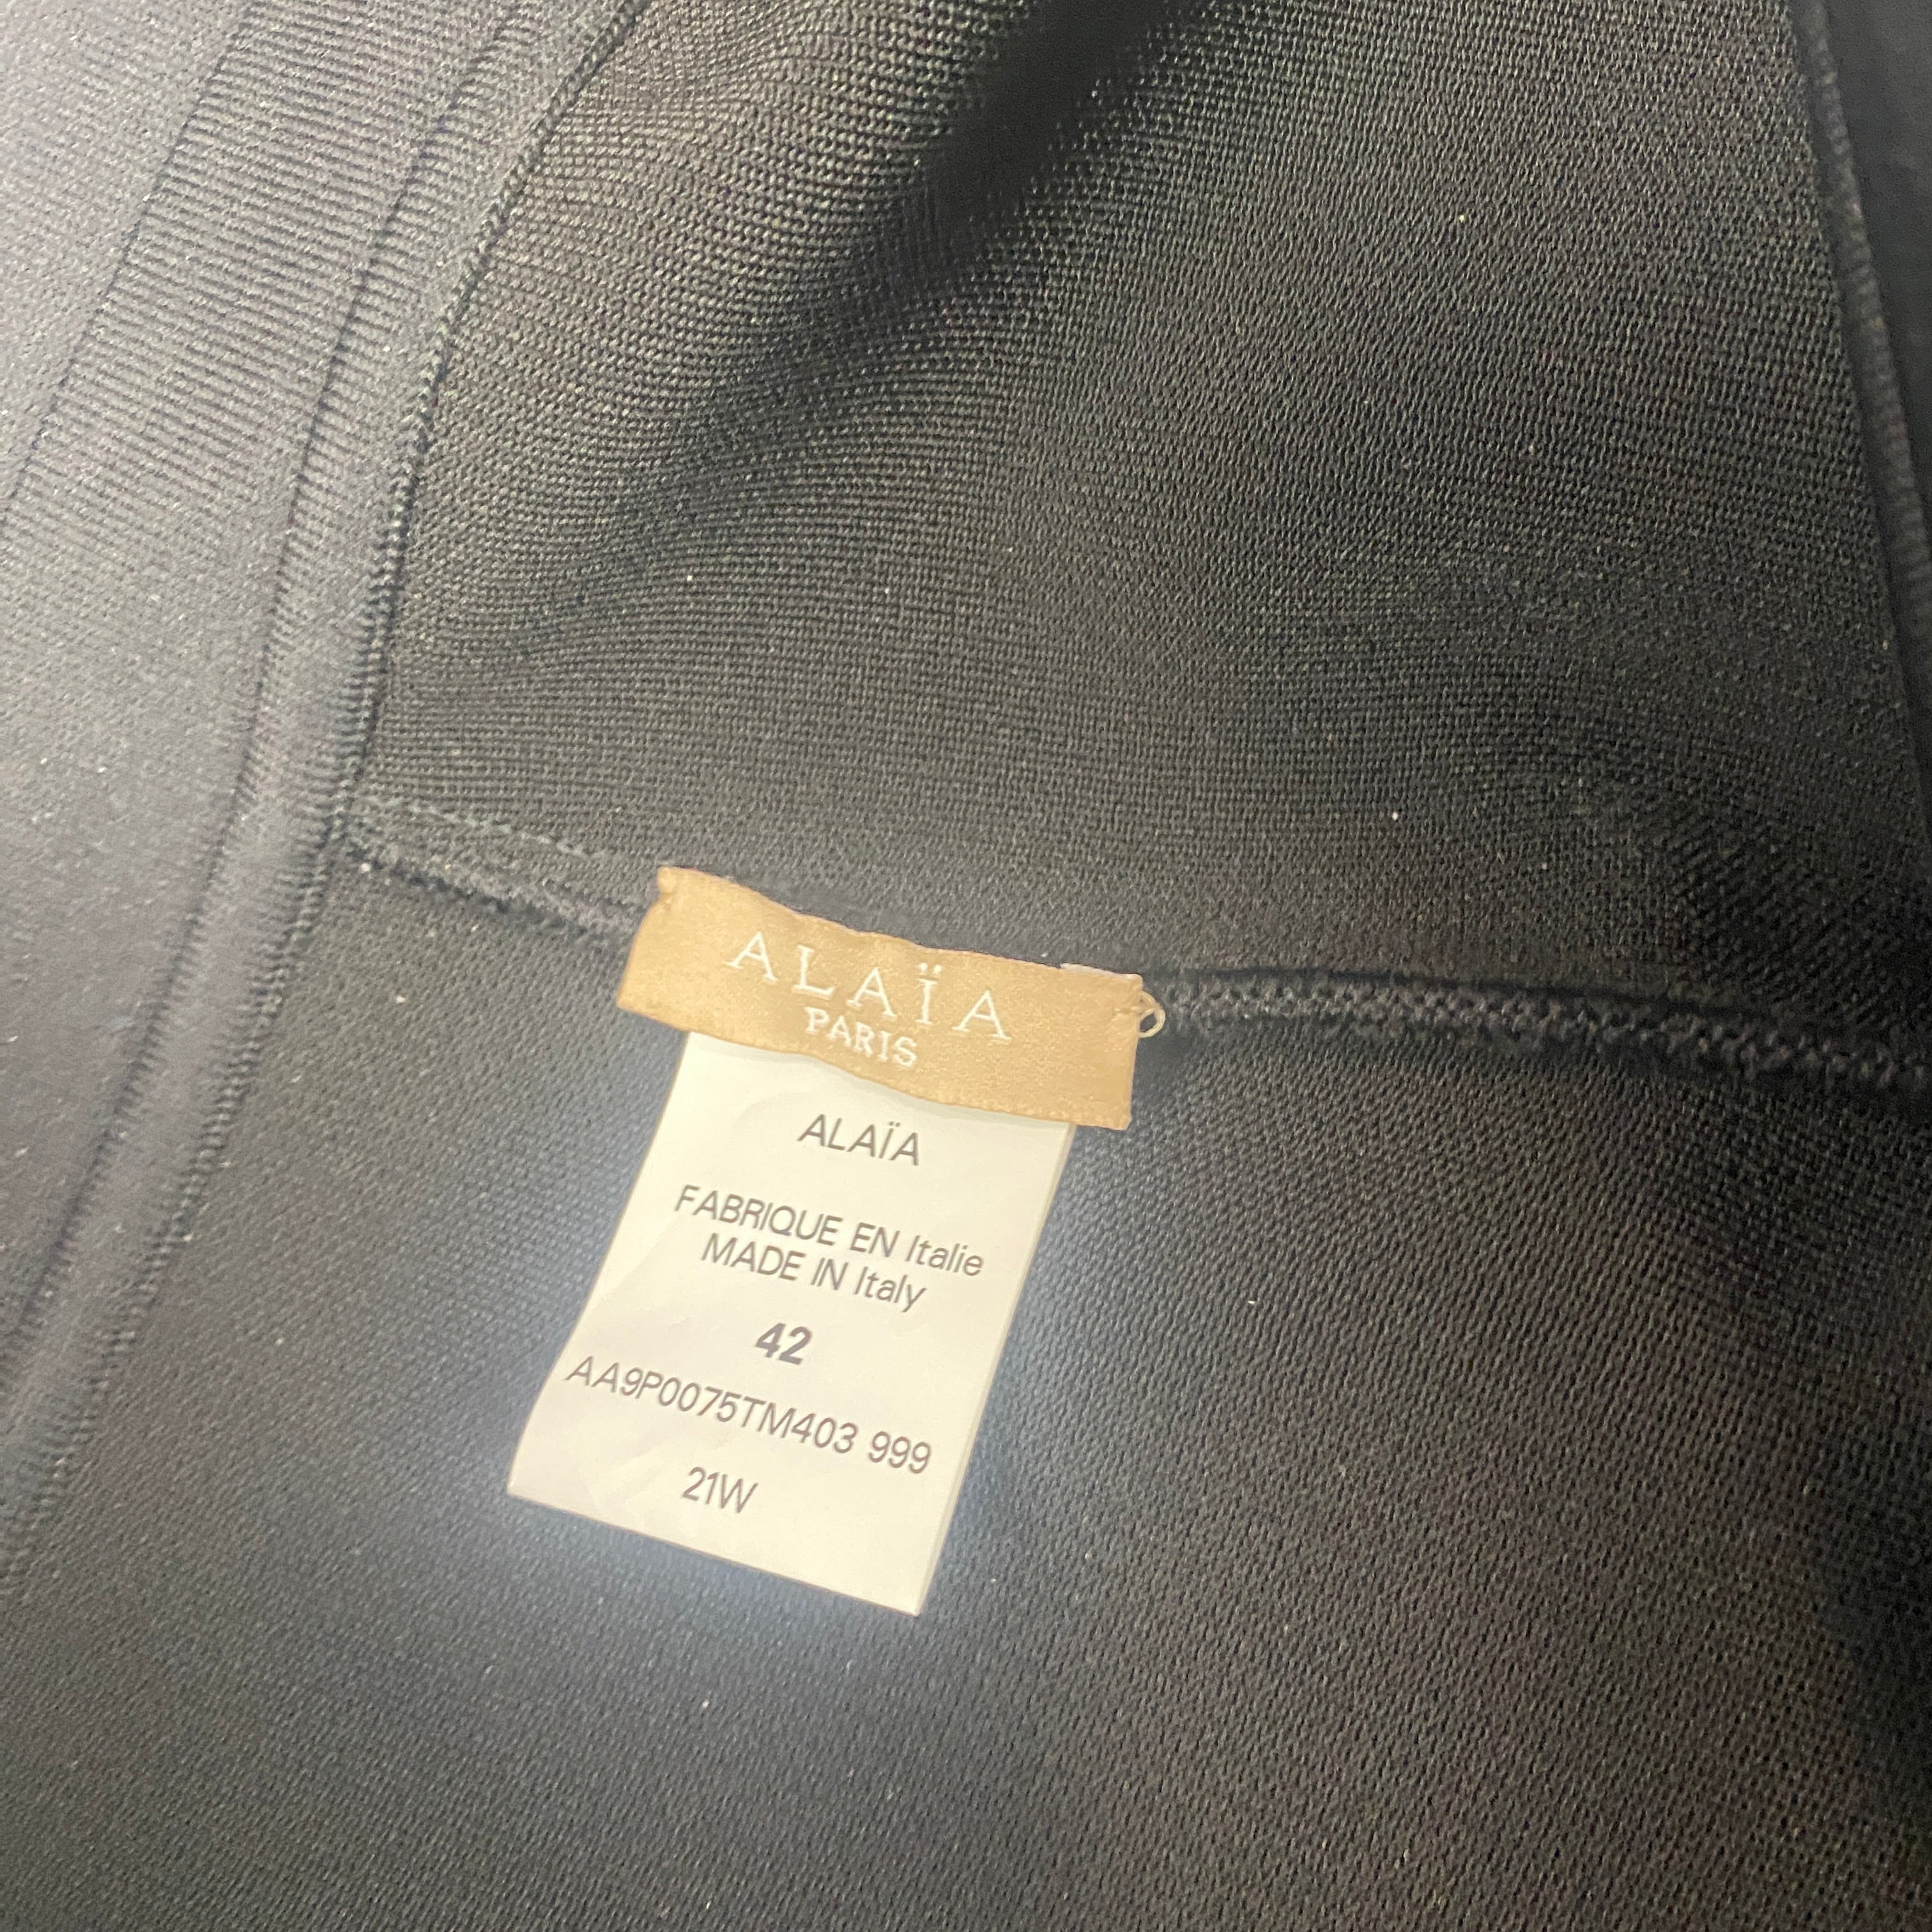 ALAÏA
PARIS
ALAÏA
FABRIQUE EN Italie
MADE IN Italy
42
AA9P0075TM403 999
21W